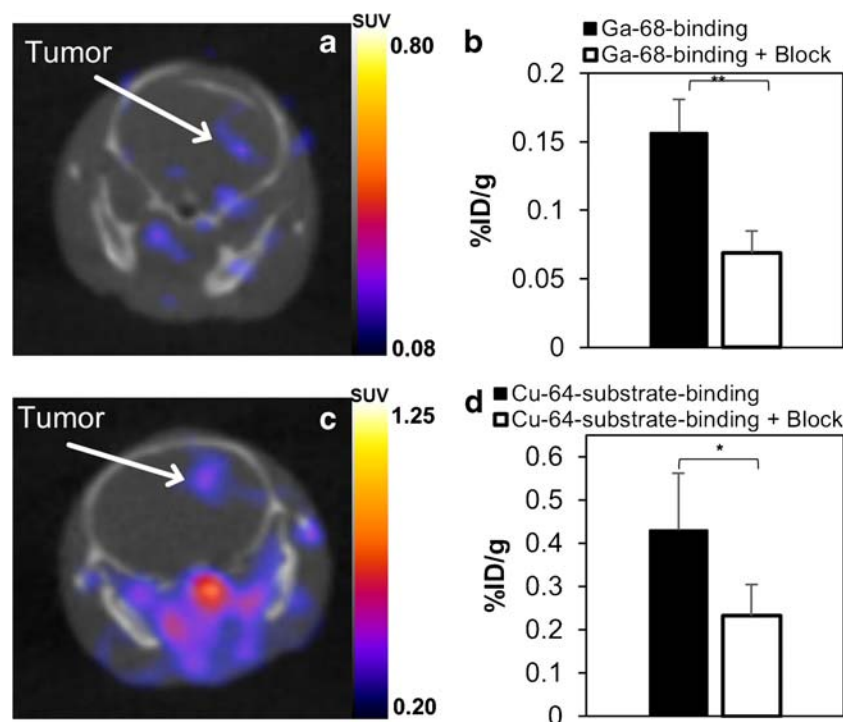 SUV
a
0.80
Tumor
0.08
b
Ga-68-binding
Ga-68-binding + Block
0.2
**
0.15
0.1
0.05
0
%ID/g
SUV
c
1.25
Tumor
0.20
d
Cu-64-substrate-binding
Cu-64-substrate-binding + Block
0.6
*
0.5
0.4
0.3
0.2
0.1
0
%ID/g